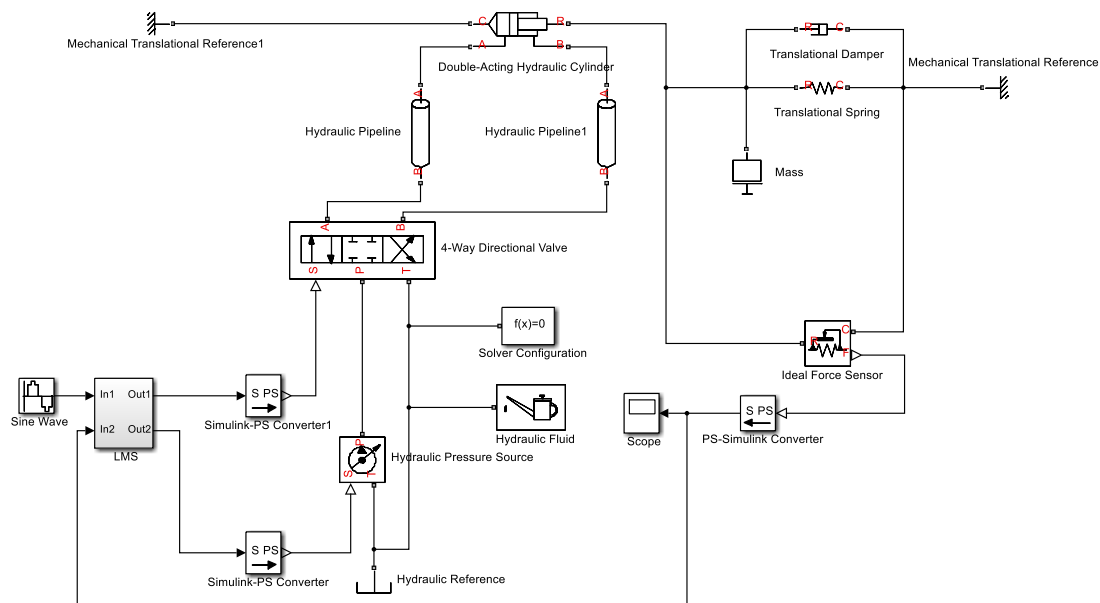 C
R
Mechanical Translational Reference1
A
B
Double-Acting Hydraulic Cylinder
R
C
Translational Damper
Mechanical Translational Reference
R
C
Translational Spring
A
Hydraulic Pipeline
B
A
Hydraulic Pipeline1
B
Mass
A
B
4-Way Directional Valve
S
P
T
f(x)=0
Solver Configuration
C
R
F
Ideal Force Sensor
Sine Wave
In1
Out1
In2
Out2
LMS
S PS
Simulink-PS Converter1
Hydraulic Fluid
Scope
S PS
PS-Simulink Converter
P
S
T
Hydraulic Pressure Source
S PS
Simulink-PS Converter
Hydraulic Reference